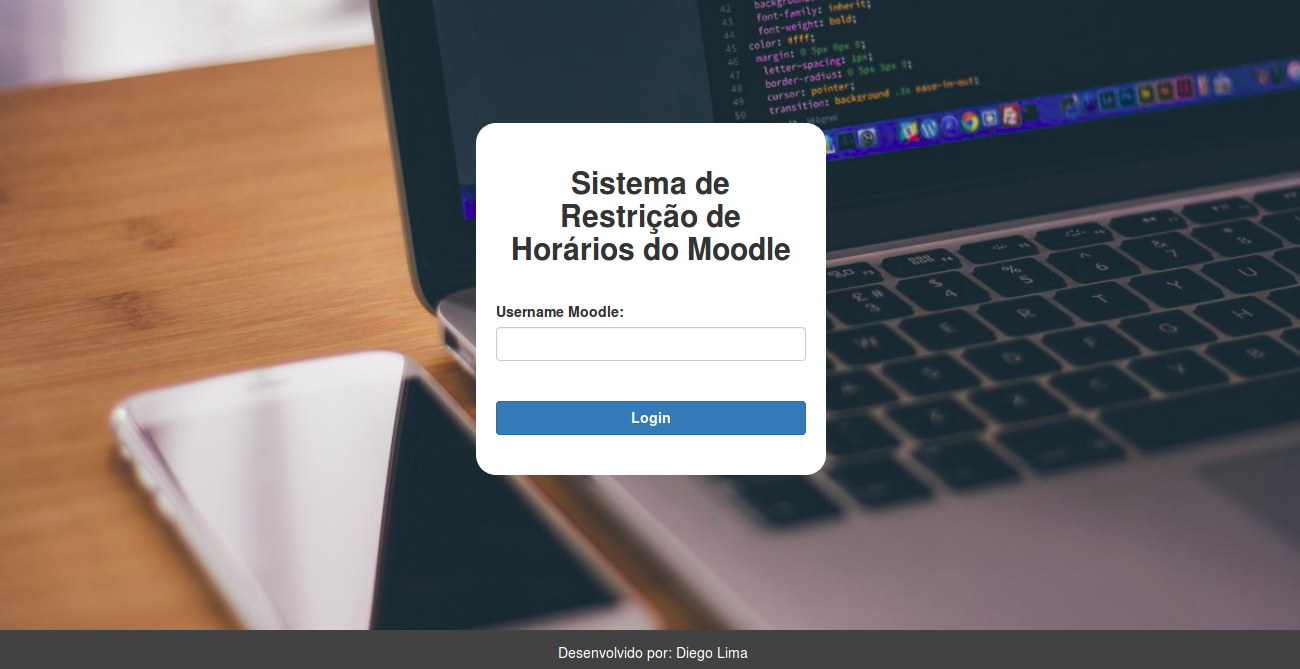 42 background
43 font-family: inherit;
44 font-weight: bold;
45 color: #fff;
46 margin: 0 5px 0px 0;
47 letter-spacing: 1px;
48 border-radius: 0 5px 5px 0;
49 cursor: pointer;
50 transition: background .3s ease-in-out;
Sistema de
Restrição de
Horários do Moodle
Username Moodle:
Login
Desenvolvido por: Diego Lima